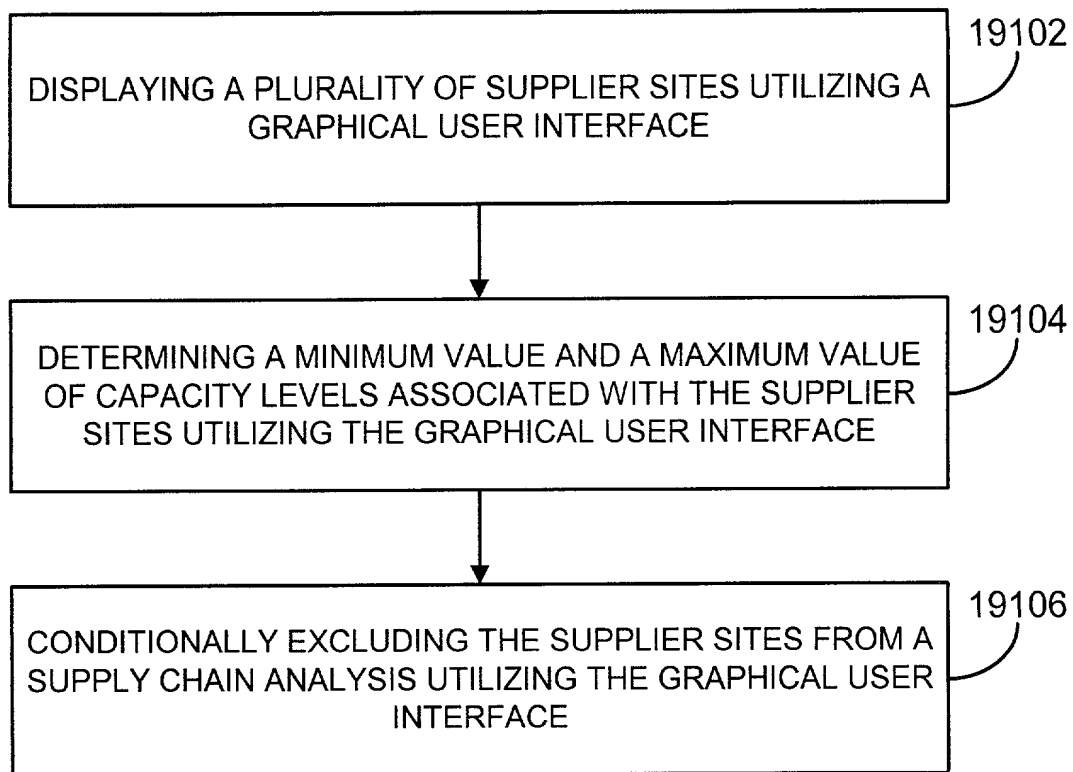 19102
DISPLAYING A PLURALITY OF SUPPLIER SITES UTILIZING A
GRAPHICAL USER INTERFACE
19104
DETERMINING A MINIMUM VALUE AND A MAXIMUM VALUE
OF CAPACITY LEVELS ASSOCIATED WITH THE SUPPLIER
SITES UTILIZING THE GRAPHICAL USER INTERFACE
19106
CONDITIONALLY EXCLUDING THE SUPPLIER SITES FROM A
SUPPLY CHAIN ANALYSIS UTILIZING THE GRAPHICAL USER
INTERFACE